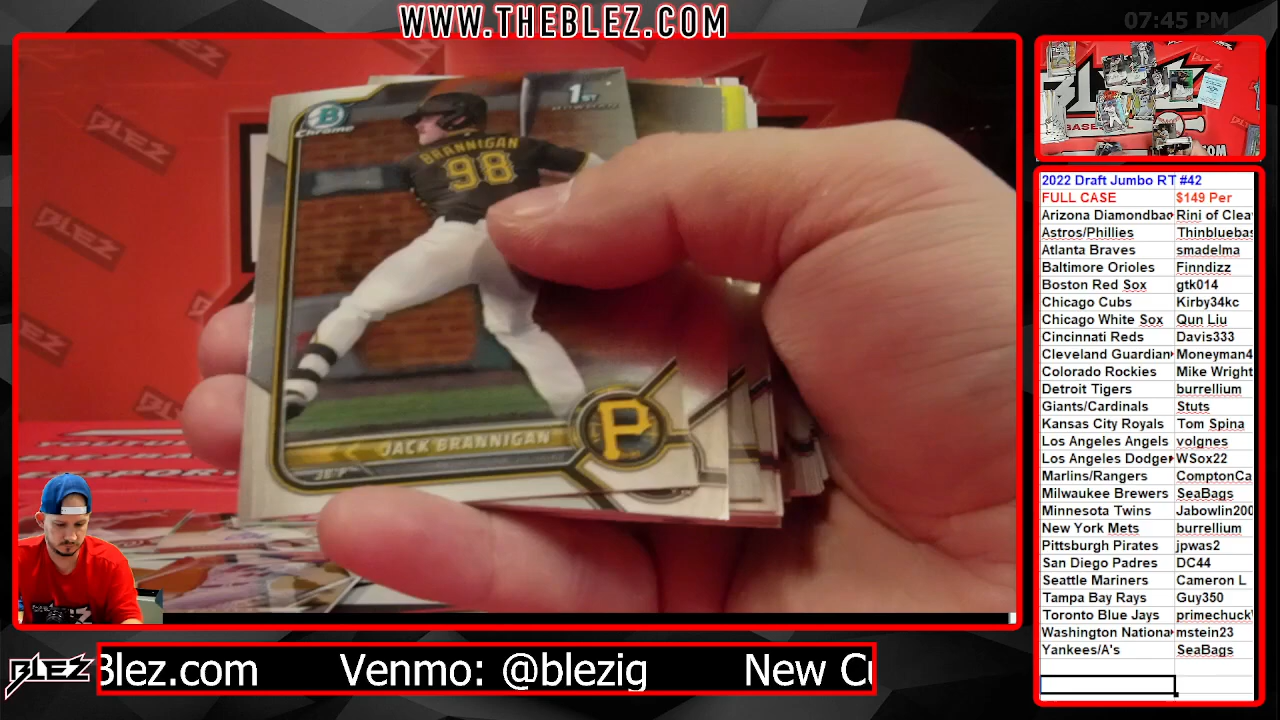 WWW.THEBLEZ.COM
07:45 PM
1ST
BOWMAN
B
Chrome
BRANNIGAN
98
P
JACK BRANNIGAN
BLEZ
BLEZ
BLEZ
2022 Draft Jumbo RT #42
FULL CASE $149 Per
Arizona Diamondbac Rini of Clea
Astros/Phillies Thinbluebas
Atlanta Braves smadelma
Baltimore Orioles Finndizz
Boston Red Sox gtk014
Chicago Cubs Kirby34kc
Chicago White Sox Qun Liu
Cincinnati Reds Davis333
Cleveland Guardian Moneyman4
Colorado Rockies Mike Wright
Detroit Tigers burrellium
Giants/Cardinals Stuts
Kansas City Royals Tom Spina
Los Angeles Angels volgnes
Los Angeles Dodger WSox22
Marlins/Rangers ComptonCa
Milwaukee Brewers SeaBags
Minnesota Twins Jabowlin200
New York Mets burrellium
Pittsburgh Pirates jpwas2
San Diego Padres DC44
Seattle Mariners Cameron L
Tampa Bay Rays Guy350
Toronto Blue Jays primechuck
Washington Nationa mstein23
Yankees/A's SeaBags
BLEZ
Blez.com Venmo: @blezig New Cu